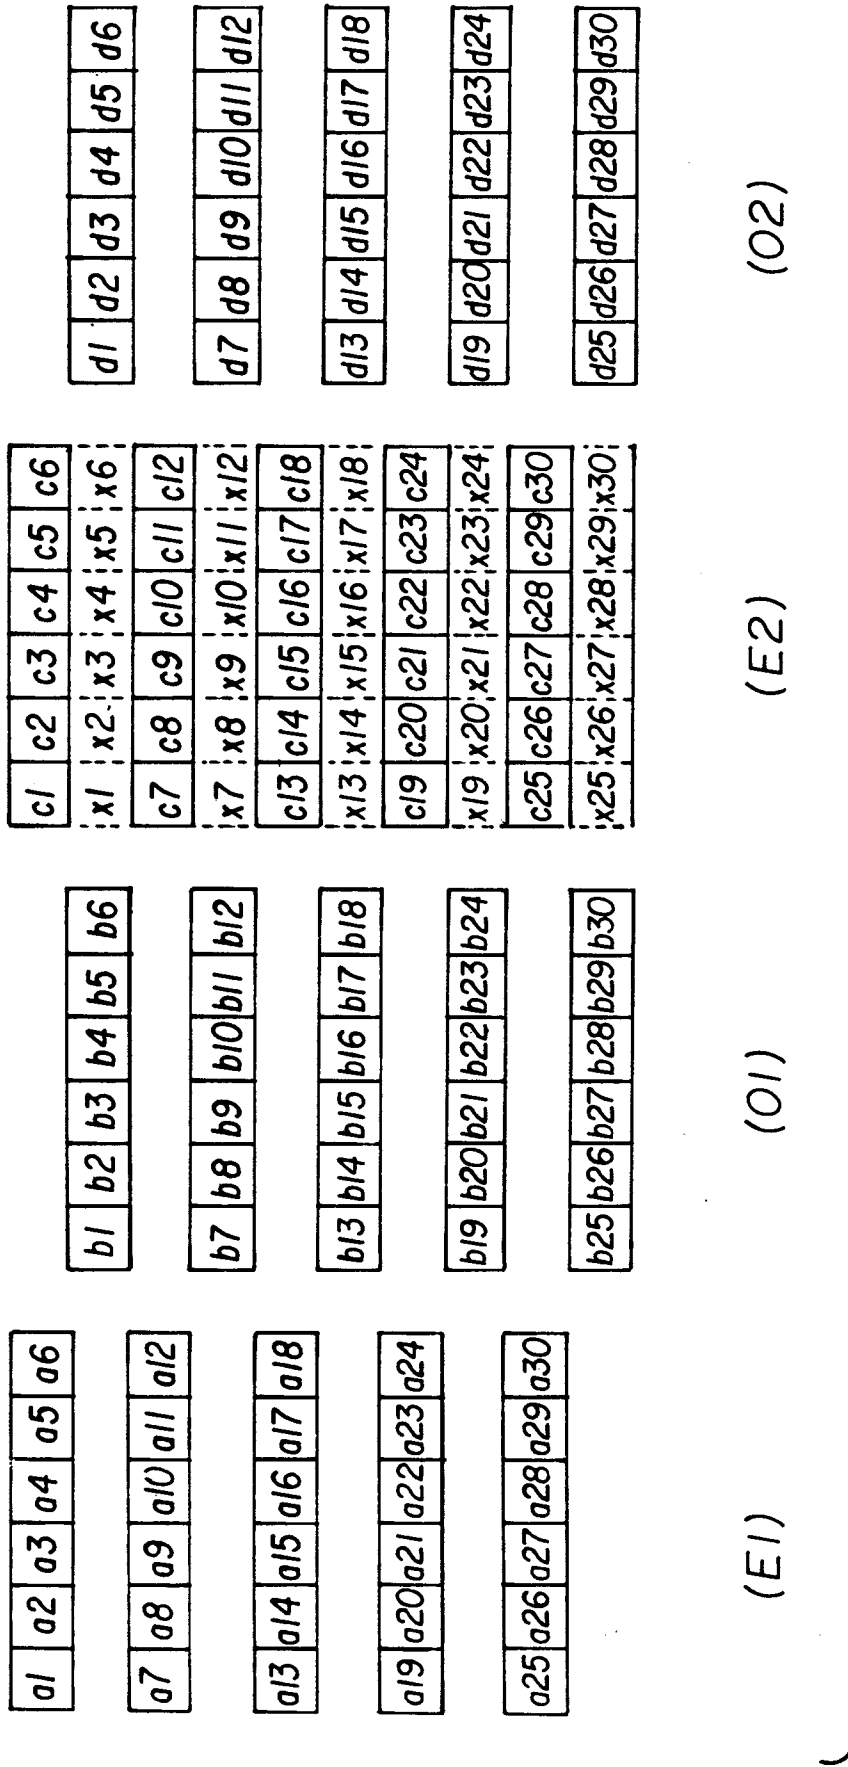 a1 a2 a3 a4 a5 a6
a7 a8 a9 a10 a11 a12
a13 a14 a15 a16 a17 a18
a19 a20 a21 a22 a23 a24
a25 a26 a27 a28 a29 a30
(E1)
b1 b2 b3 b4 b5 b6
b7 b8 b9 b10 b11 b12
b13 b14 b15 b16 b17 b18
b19 b20 b21 b22 b23 b24
b25 b26 b27 b28 b29 b30
(O1)
c1 c2 c3 c4 c5 c6
x1 x2 x3 x4 x5 x6
c7 c8 c9 c10 c11 c12
x7 x8 x9 x10 x11 x12
c13 c14 c15 c16 c17 c18
x13 x14 x15 x16 x17 x18
c19 c20 c21 c22 c23 c24
x19 x20 x21 x22 x23 x24
c25 c26 c27 c28 c29 c30
x25 x26 x27 x28 x29 x30
(E2)
d1 d2 d3 d4 d5 d6
d7 d8 d9 d10 d11 d12
d13 d14 d15 d16 d17 d18
d19 d20 d21 d22 d23 d24
d25 d26 d27 d28 d29 d30
(O2)